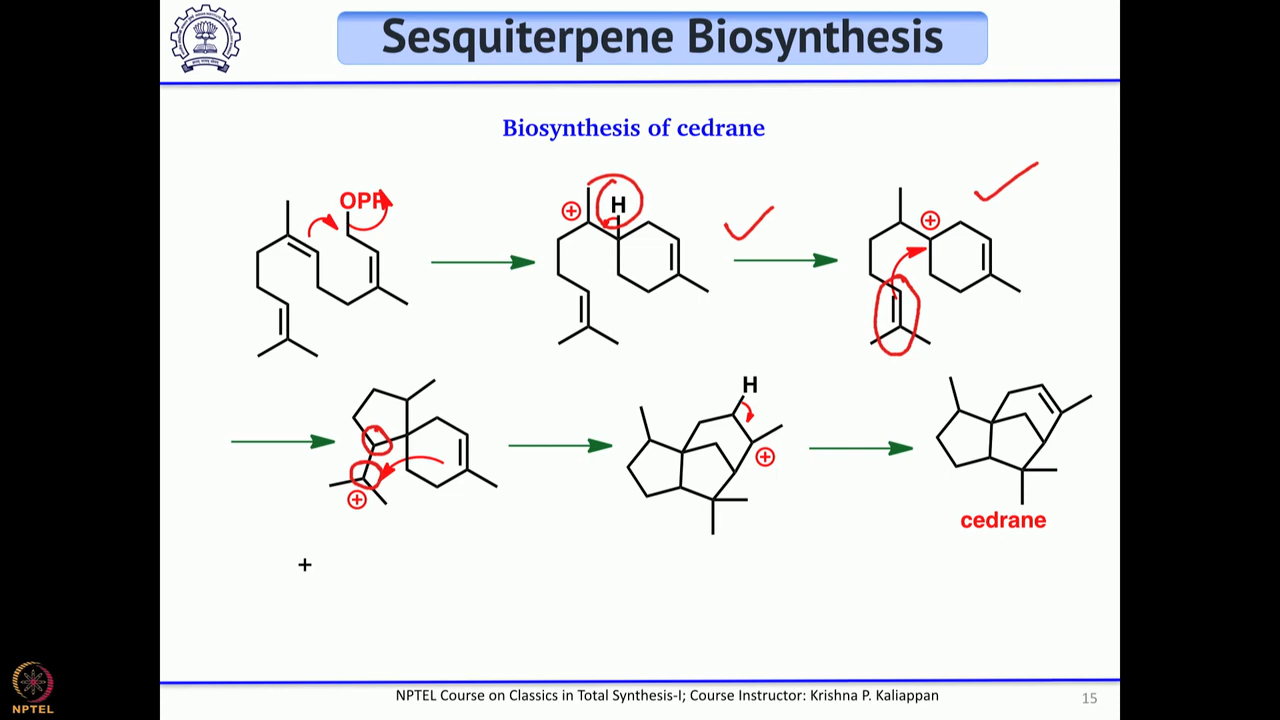 Sesquiterpene Biosynthesis
Biosynthesis of cedrane
OPP
+
H
+
H
+
+
cedrane
+
NPTEL Course on Classics in Total Synthesis-I; Course Instructor: Krishna P. Kaliappan
15
NPTEL